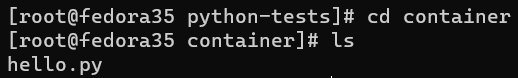 [root@fedora35 python-tests]# cd container
[root@fedora35 container]# ls
hello.py